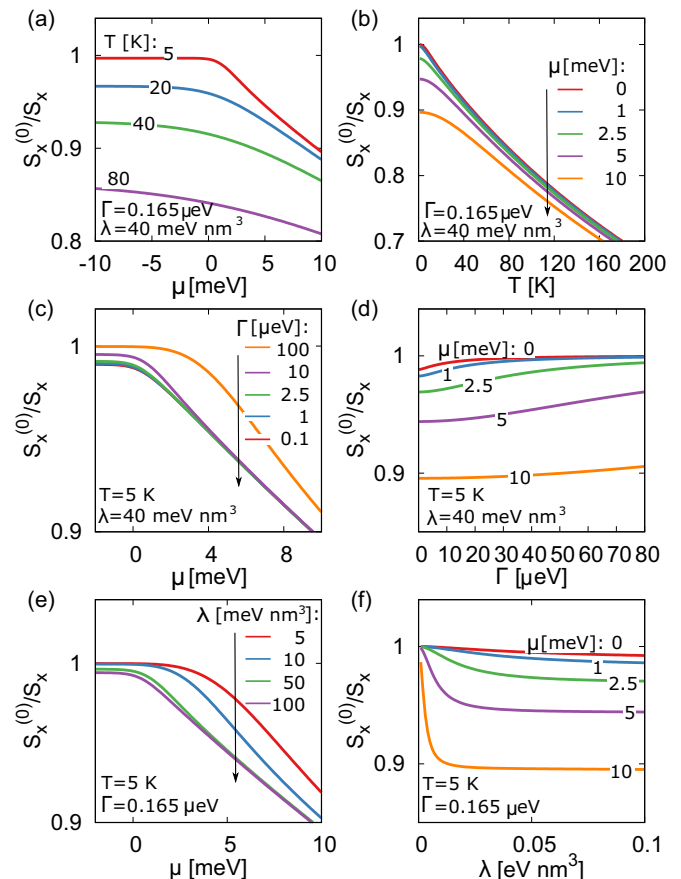 (a)
T [K]:
5
20
40
80
Γ=0.165 μeV
λ=40 meV nm³
1
0.9
0.8
-10 -5 0 5 10
μ [meV]
Sₓ⁽⁰⁾/Sₓ
(b)
μ [meV]:
0
1
2.5
5
10
Γ=0.165 μeV
λ=40 meV nm³
1
0.9
0.8
0.7
0 40 80 120 160 200
T [K]
Sₓ⁽⁰⁾/Sₓ
(c)
Γ [μeV]:
100
10
2.5
1
0.1
T=5 K
λ=40 meV nm³
1
0.9
0 4 8
μ [meV]
Sₓ⁽⁰⁾/Sₓ
(d)
μ [meV]: 0
1
2.5
5
10
T=5 K
λ=40 meV nm³
1
0.9
0 10 20 30 40 50 60 70 80
Γ [μeV]
Sₓ⁽⁰⁾/Sₓ
(e)
λ [meV nm³]:
5
10
50
100
T=5 K
Γ=0.165 μeV
1
0.9
0 5 10
μ [meV]
Sₓ⁽⁰⁾/Sₓ
(f)
μ [meV]: 0
1
2.5
5
10
T=5 K
Γ=0.165 μeV
1
0.9
0 0.05 0.1
λ [eV nm³]
Sₓ⁽⁰⁾/Sₓ